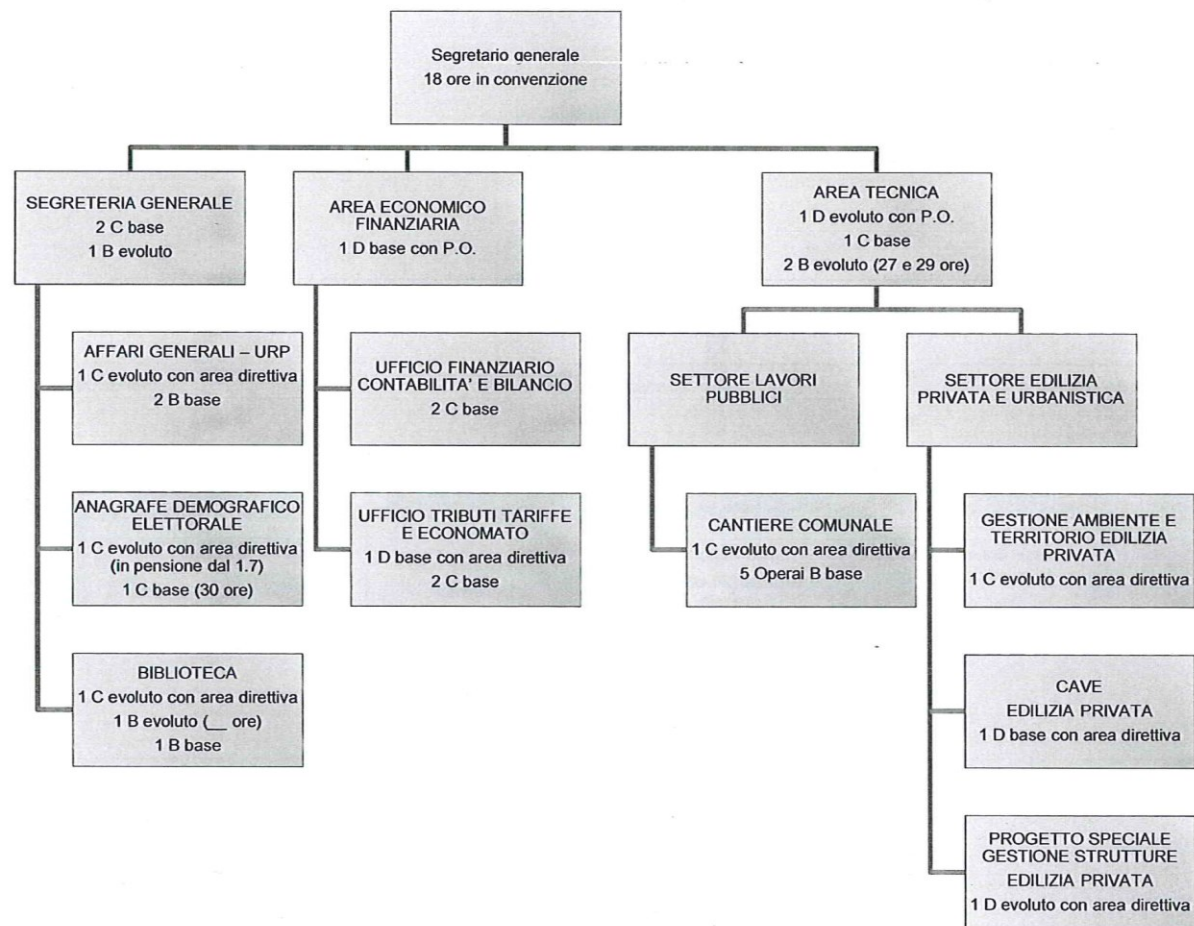 Segretario generale
18 ore in convenzione
SEGRETERIA GENERALE
2 C base
1 B evoluto
AREA ECONOMICO
FINANZIARIA
1 D base con P.O.
AREA TECNICA
1 D evoluto con P.O.
1 C base
2 B evoluto (27 e 29 ore)
AFFARI GENERALI – URP
1 C evoluto con area direttiva
2 B base
UFFICIO FINANZIARIO
CONTABILITA' E BILANCIO
2 C base
SETTORE LAVORI
PUBBLICI
SETTORE EDILIZIA
PRIVATA E URBANISTICA
ANAGRAFE DEMOGRAFICO
ELETTORALE
1 C evoluto con area direttiva
(in pensione dal 1.7)
1 C base (30 ore)
UFFICIO TRIBUTI TARIFFE
E ECONOMATO
1 D base con area direttiva
2 C base
CANTIERE COMUNALE
1 C evoluto con area direttiva
5 Operai B base
GESTIONE AMBIENTE E
TERRITORIO EDILIZIA
PRIVATA
1 C evoluto con area direttiva
BIBLIOTECA
1 C evoluto con area direttiva
1 B evoluto (__ ore)
1 B base
CAVE
EDILIZIA PRIVATA
1 D base con area direttiva
PROGETTO SPECIALE
GESTIONE STRUTTURE
EDILIZIA PRIVATA
1 D evoluto con area direttiva